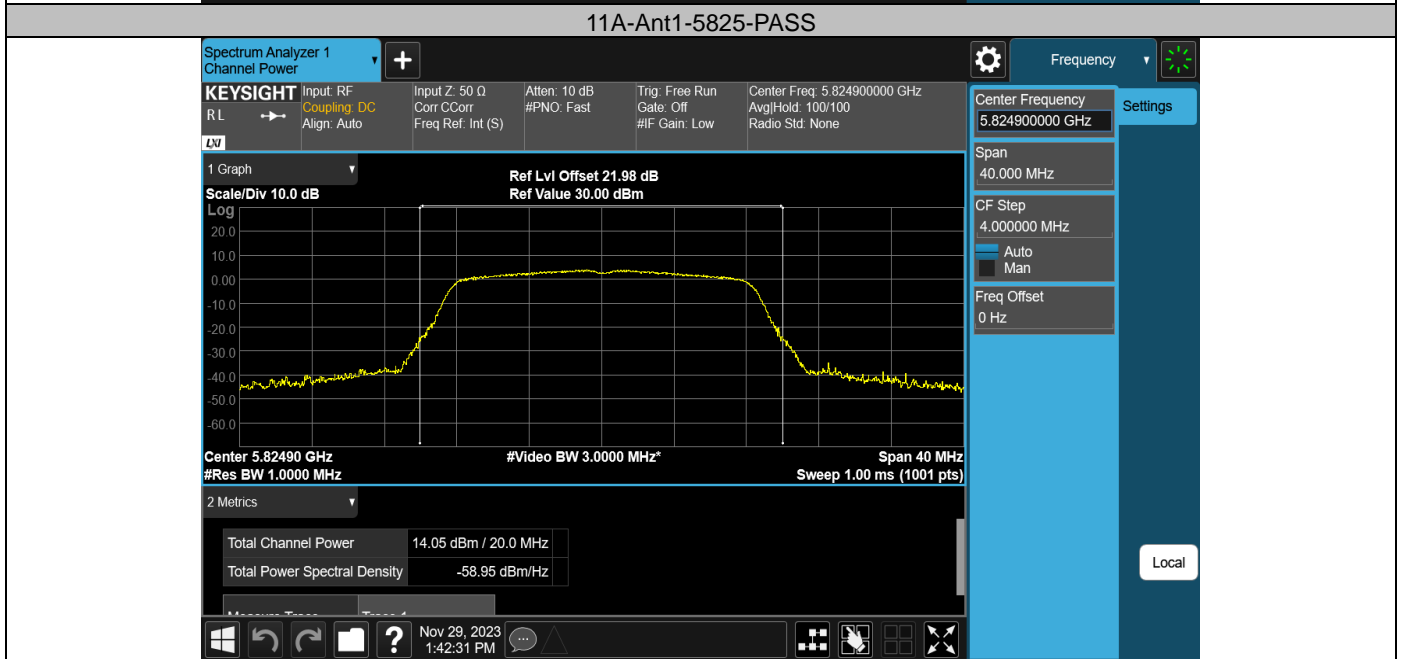 11A-Ant1-5825-PASS
Spectrum Analyzer 1
Channel Power
Frequency
KEYSIGHT
RL
LXI
Input: RF
Coupling: DC
Align: Auto
Input Z: 50 Ω
Corr CCorr
Freq Ref: Int (S)
Atten: 10 dB
#PNO: Fast
Trig: Free Run
Gate: Off
#IF Gain: Low
Center Freq: 5.824900000 GHz
Avg|Hold: 100/100
Radio Std: None
Center Frequency
5.824900000 GHz
Settings
Span
40.000 MHz
CF Step
4.000000 MHz
Auto
Man
Freq Offset
0 Hz
1 Graph
Scale/Div 10.0 dB
Ref Lvl Offset 21.98 dB
Ref Value 30.00 dBm
Log
20.0
10.0
0.00
-10.0
-20.0
-30.0
-40.0
-50.0
-60.0
Center 5.82490 GHz
#Res BW 1.0000 MHz
#Video BW 3.0000 MHz*
Span 40 MHz
Sweep 1.00 ms (1001 pts)
2 Metrics
Total Channel Power 14.05 dBm / 20.0 MHz
Total Power Spectral Density -58.95 dBm/Hz
Local
?
Nov 29, 2023
1:42:31 PM